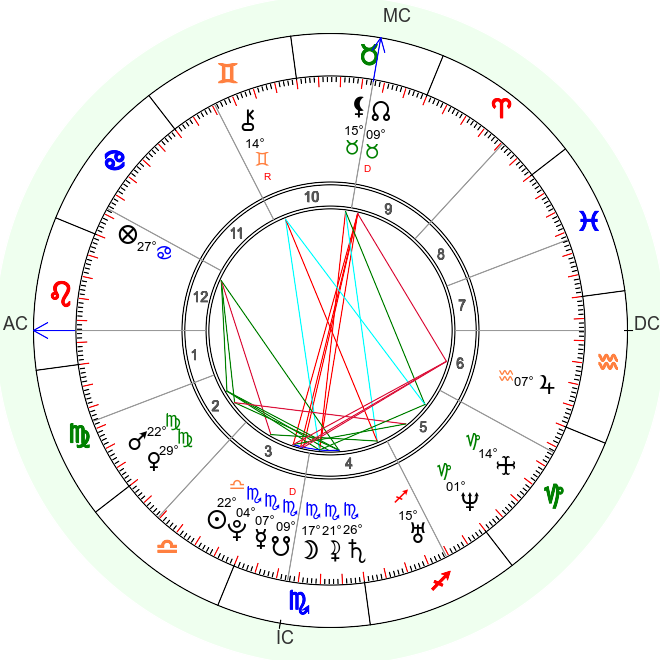 MC
♊ ♉
♋ ♈
⚷ ⚸ ☊
14° 15° 09°
♊ ♉ ♉
R D
10
9
11
8
⊗ 27° ♋
♓
♌
12
7
AC DC
1
6
♒
♒ 07° ♃
2
5
♍
♂ 22° ♍
♀ 29° ♍
3
4
♑ 14°
♑ 01° ♆
♑
♎ ♏ ♏ ♏ D ♏ ♏ ♏ ♐
22° 04° 07° 09° 17° 21° 26° 15°
☉ ♇ ☿ ☋ ☽ ⚳ ♄ ♅
♎ ♐
♏
IC